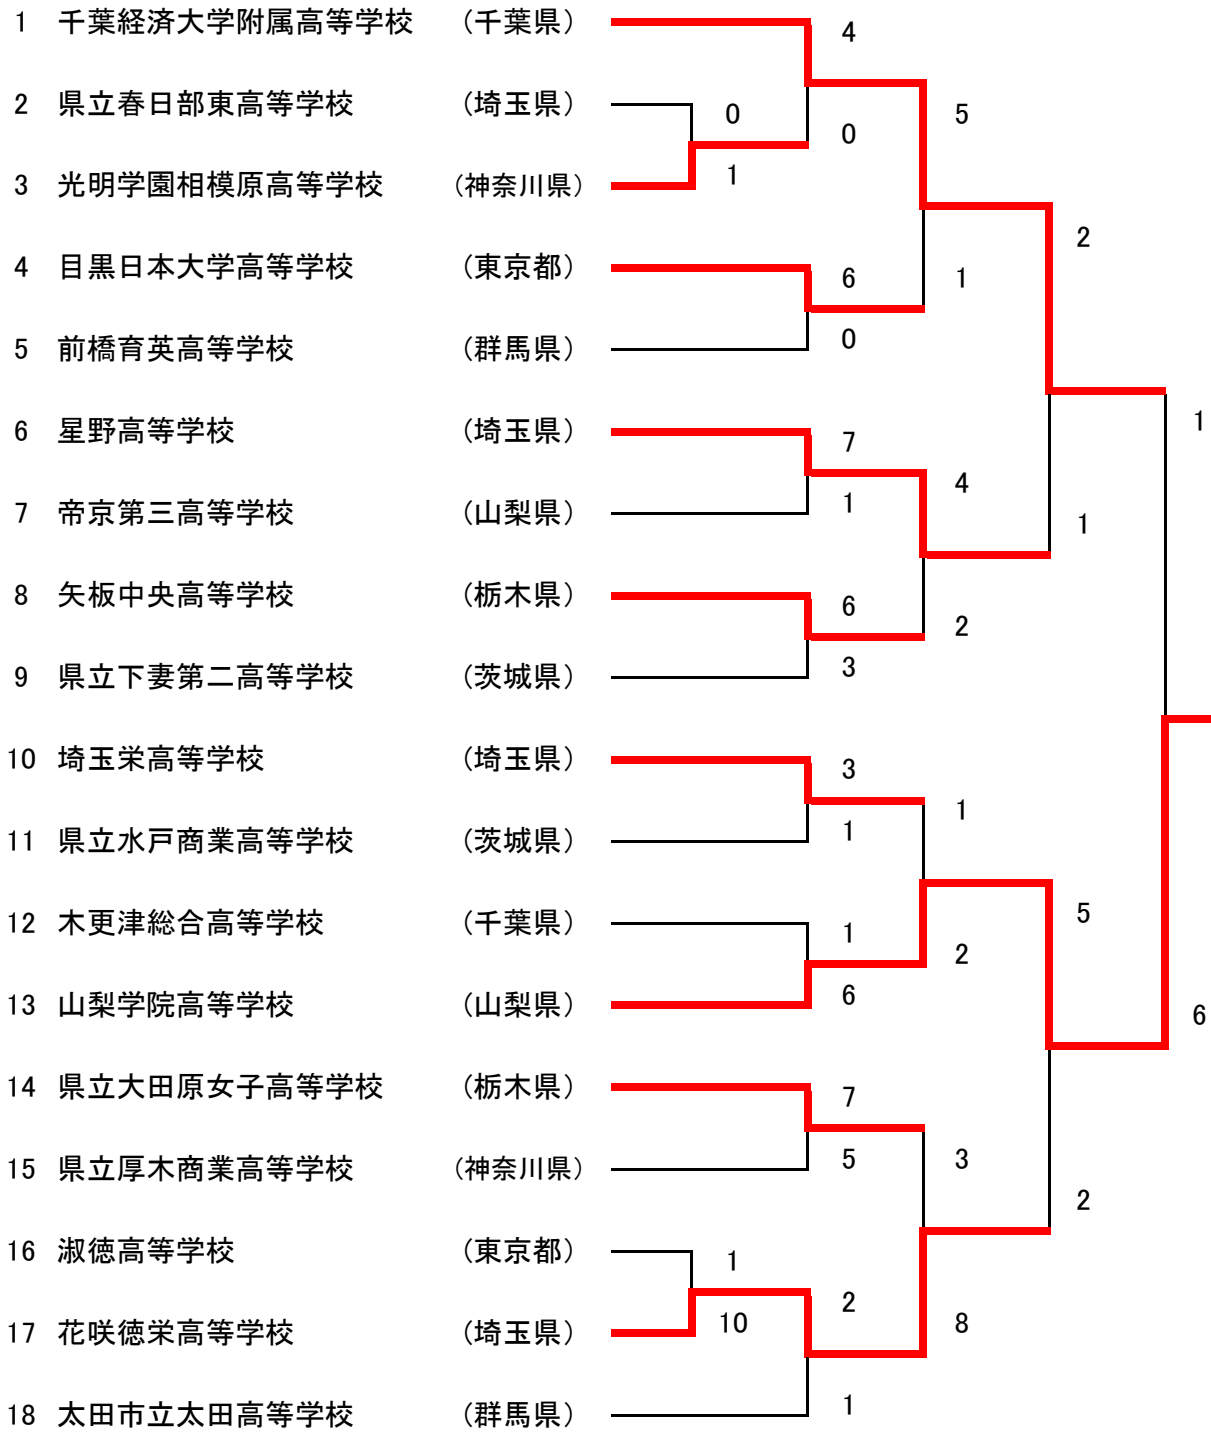 1 千葉経済大学附属高等学校 (千葉県)
4
2 県立春日部東高等学校 (埼玉県)
0
5
0
3 光明学園相模原高等学校 (神奈川県)
1
2
4 目黒日本大学高等学校 (東京都)
6
1
0
5 前橋育英高等学校 (群馬県)
1
6 星野高等学校 (埼玉県)
7
4
1
7 帝京第三高等学校 (山梨県)
1
8 矢板中央高等学校 (栃木県)
6
2
3
9 県立下妻第二高等学校 (茨城県)
10 埼玉栄高等学校 (埼玉県)
3
1
1
11 県立水戸商業高等学校 (茨城県)
5
12 木更津総合高等学校 (千葉県)
1
2
6
13 山梨学院高等学校 (山梨県)
6
14 県立大田原女子高等学校 (栃木県)
7
3
5
15 県立厚木商業高等学校 (神奈川県)
2
16 淑徳高等学校 (東京都)
1
2
17 花咲徳栄高等学校 (埼玉県)
10
8
1
18 太田市立太田高等学校 (群馬県)